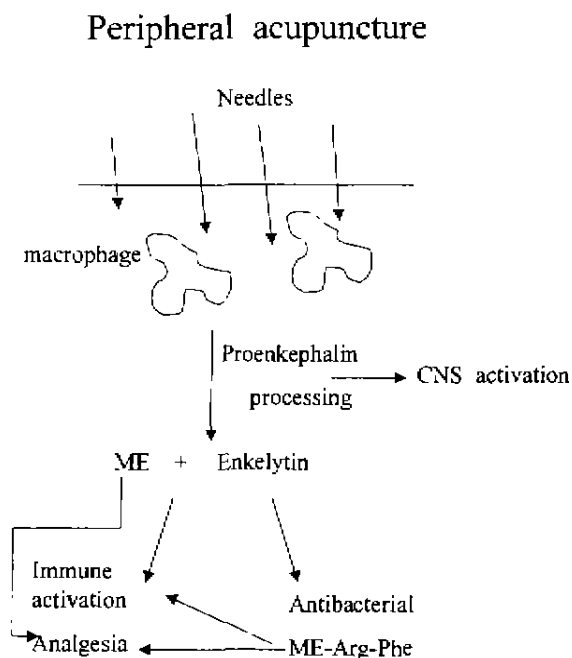 Peripheral acupuncture
Needles
macrophage
Proenkephalin
processing
CNS activation
ME + Enkelytin
Immune
activation
Antibacterial
Analgesia
ME-Arg-Phe